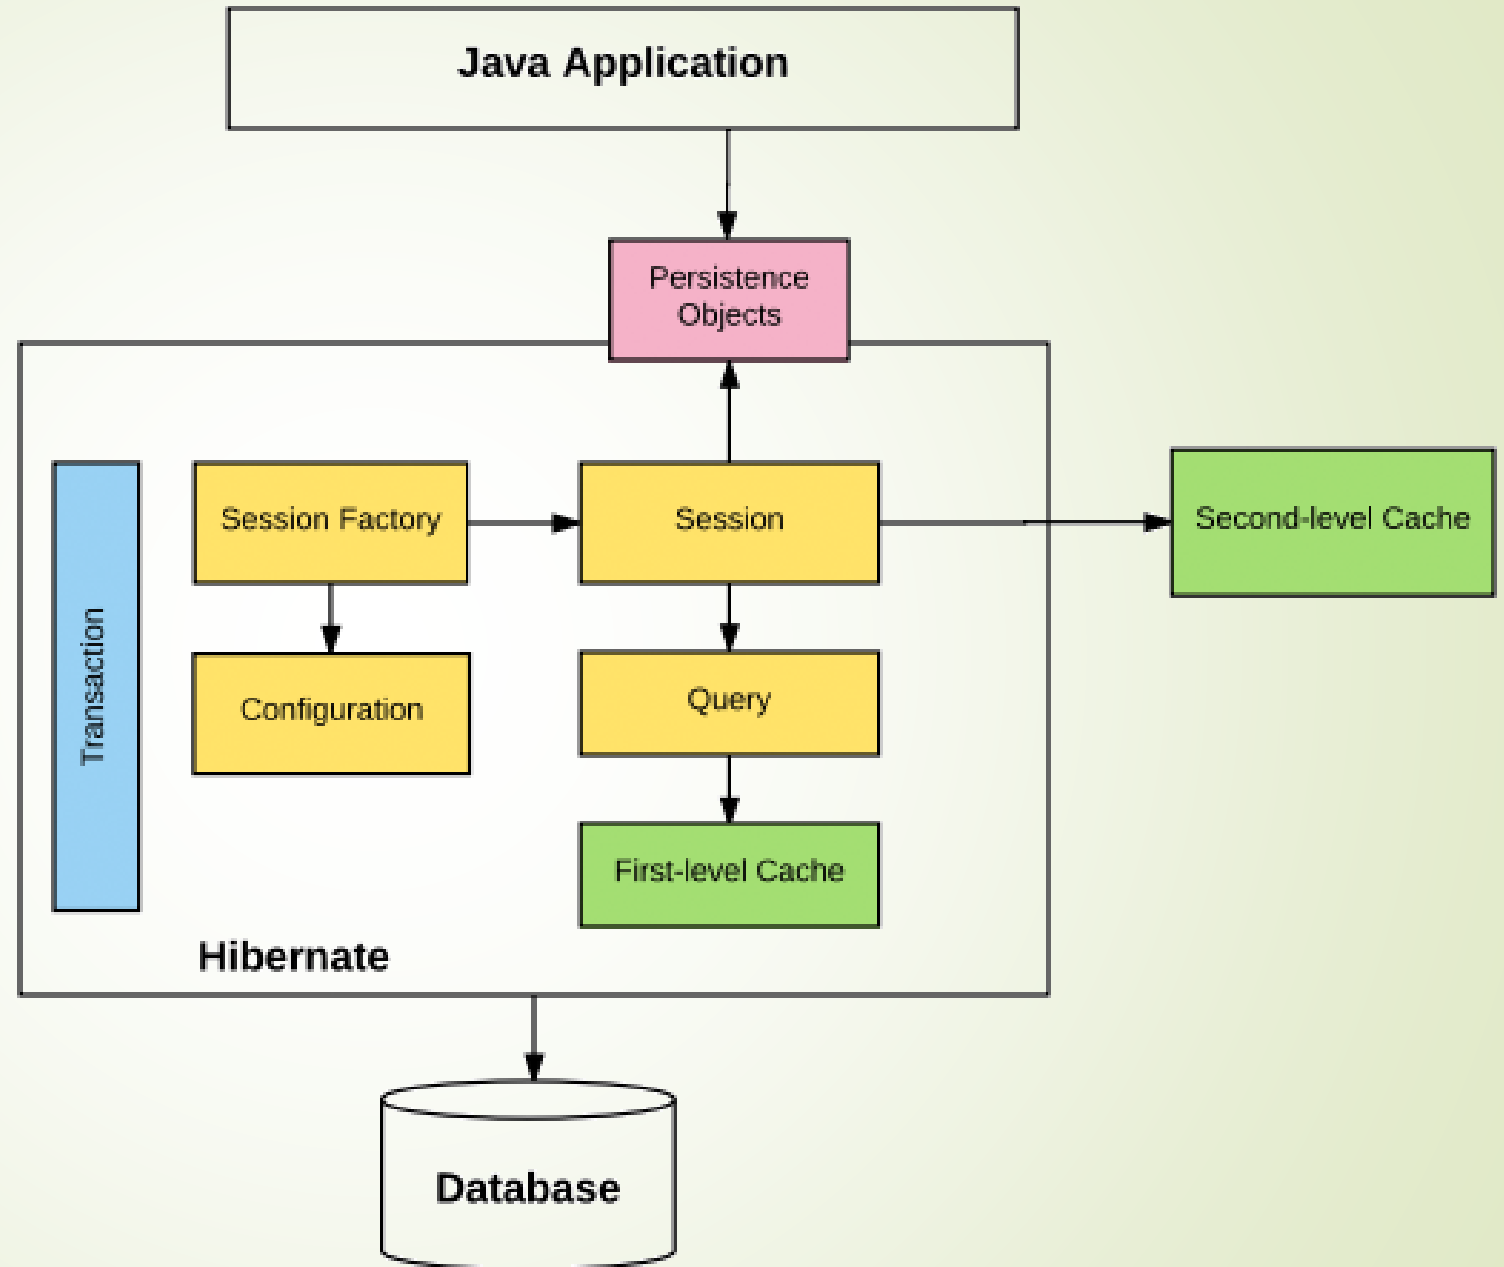 Java Application
Persistence
Objects
Session Factory
Session
Second-level Cache
Transaction
Configuration
Query
First-level Cache
Hibernate
Database